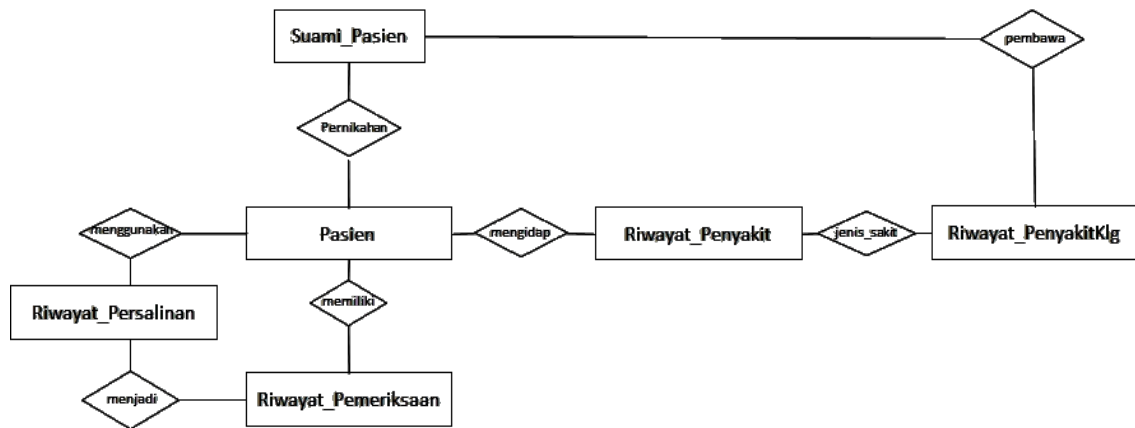 Suami_Pasien
pembawa
Pernikahan
menggunakan
Pasien
mengidap
Riwayat_Penyakit
jenis_sakit
Riwayat_PenyakitKlg
memiliki
Riwayat_Persalinan
menjadi
Riwayat_Pemeriksaan